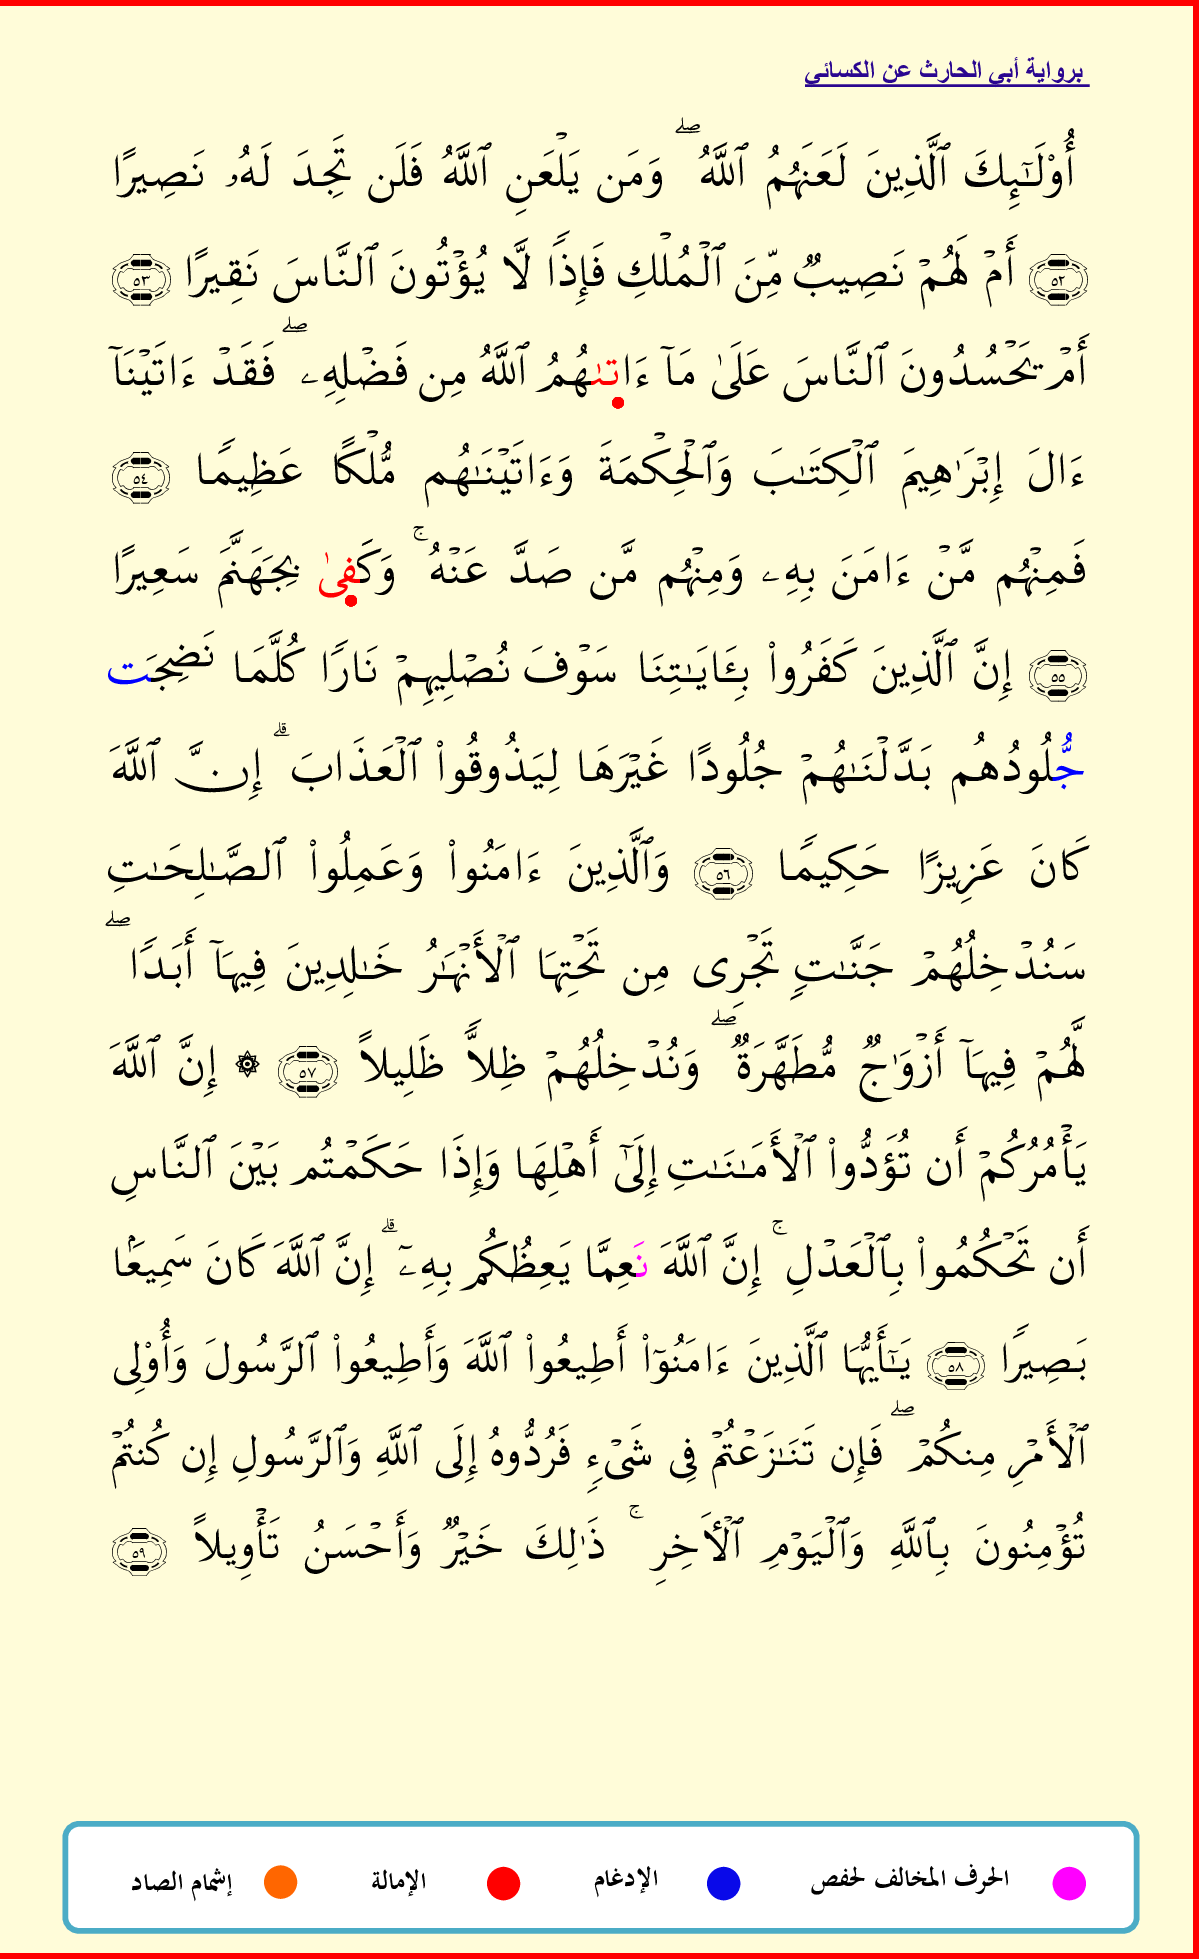 برواية أبي الحارث عن الكسائي
أُوْلَـٰٓئِكَ ٱلَّذِينَ لَعَنَهُمُ ٱللَّهُ ۖ وَمَن يَلْعَنِ ٱللَّهُ فَلَن تَجِدَ لَهُۥ نَصِيرًا
٥٢ أَمْ لَهُمْ نَصِيبٌ مِّنَ ٱلْمُلْكِ فَإِذًا لَّا يُؤْتُونَ ٱلنَّاسَ نَقِيرًا ٥٣
أَمْ يَحْسُدُونَ ٱلنَّاسَ عَلَىٰ مَآ ءَاتَىٰهُمُ ٱللَّهُ مِن فَضْلِهِۦ ۖ فَقَدْ ءَاتَيْنَآ
ءَالَ إِبْرَٰهِيمَ ٱلْكِتَـٰبَ وَٱلْحِكْمَةَ وَءَاتَيْنَـٰهُم مُّلْكًا عَظِيمًا ٥٤
فَمِنْهُم مَّنْ ءَامَنَ بِهِۦ وَمِنْهُم مَّن صَدَّ عَنْهُ ۚ وَكَفىٰ بِجَهَنَّمَ سَعِيرًا
٥٥ إِنَّ ٱلَّذِينَ كَفَرُواْ بِـَٔايَـٰتِنَا سَوْفَ نُصْلِيهِمْ نَارًا كُلَّمَا نَضِجَت
جُّلُودُهُم بَدَّلْنَـٰهُمْ جُلُودًا غَيْرَهَا لِيَذُوقُواْ ٱلْعَذَابَ ۗ إِنَّ ٱللَّهَ
كَانَ عَزِيزًا حَكِيمًا ٥٦ وَٱلَّذِينَ ءَامَنُواْ وَعَمِلُواْ ٱلصَّـٰلِحَـٰتِ
سَنُدْخِلُهُمْ جَنَّـٰتٍ تَجْرِى مِن تَحْتِهَا ٱلْأَنْهَـٰرُ خَـٰلِدِينَ فِيهَآ أَبَدًا ۖ
لَّهُمْ فِيهَآ أَزْوَٰجٌ مُّطَهَّرَةٌ ۖ وَنُدْخِلُهُمْ ظِلاًّ ظَلِيلاً ٥٧ ۞ إِنَّ ٱللَّهَ
يَأْمُرُكُمْ أَن تُؤَدُّواْ ٱلْأَمَـٰنَـٰتِ إِلَىٰٓ أَهْلِهَا وَإِذَا حَكَمْتُم بَيْنَ ٱلنَّاسِ
أَن تَحْكُمُواْ بِٱلْعَدْلِ ۚ إِنَّ ٱللَّهَ نَعِمَّا يَعِظُكُم بِهِۦٓ ۗ إِنَّ ٱللَّهَ كَانَ سَمِيعًۢا
بَصِيرًا ٥٨ يَـٰٓأَيُّهَا ٱلَّذِينَ ءَامَنُوٓاْ أَطِيعُواْ ٱللَّهَ وَأَطِيعُواْ ٱلرَّسُولَ وَأُوْلِى
ٱلْأَمْرِ مِنكُمْ ۖ فَإِن تَنَـٰزَعْتُمْ فِى شَىْءٍ فَرُدُّوهُ إِلَى ٱللَّهِ وَٱلرَّسُولِ إِن كُنتُمْ
تُؤْمِنُونَ بِٱللَّهِ وَٱلْيَوْمِ ٱلْأَخِرِ ۚ ذَٰلِكَ خَيْرٌ وَأَحْسَنُ تَأْوِيلاً ٥٩
الحرف المخالف لحفص الإدغام الإمالة إشمام الصاد